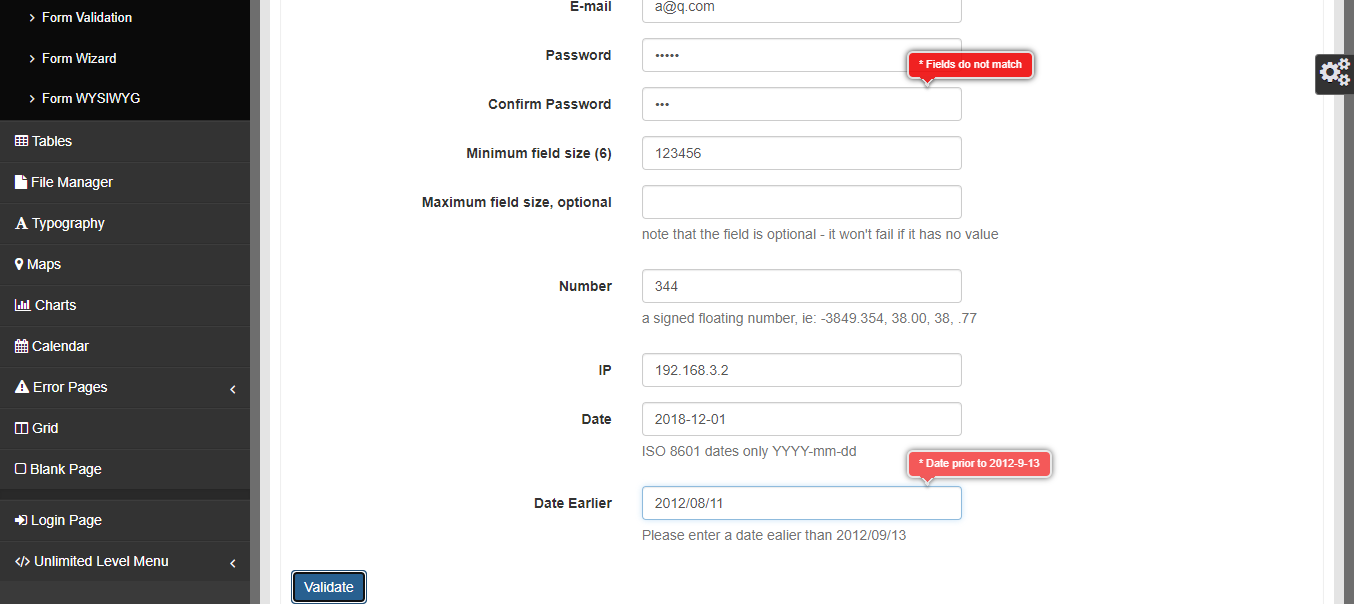 Form Validation
Form Wizard
Form WYSIWYG
Tables
File Manager
Typography
Maps
Charts
Calendar
Error Pages
Grid
Blank Page
Login Page
Unlimited Level Menu
E-mail
a@q.com
Password
•••••
* Fields do not match
Confirm Password
•••
Minimum field size (6)
123456
Maximum field size, optional
note that the field is optional - it won't fail if it has no value
Number
344
a signed floating number, ie: -3849.354, 38.00, 38, .77
IP
192.168.3.2
Date
2018-12-01
ISO 8601 dates only YYYY-mm-dd
* Date prior to 2012-9-13
Date Earlier
2012/08/11
Please enter a date ealier than 2012/09/13
Validate